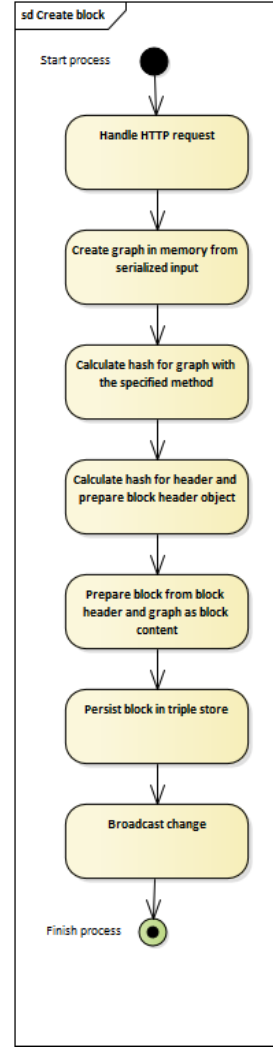 sd Create block
Start process
Handle HTTP request
Create graph in memory from
serialized input
Calculate hash for graph with
the specified method
Calculate hash for header and
prepare block header object
Prepare block from block
header and graph as block
content
Persist block in triple store
Broadcast change
Finish process